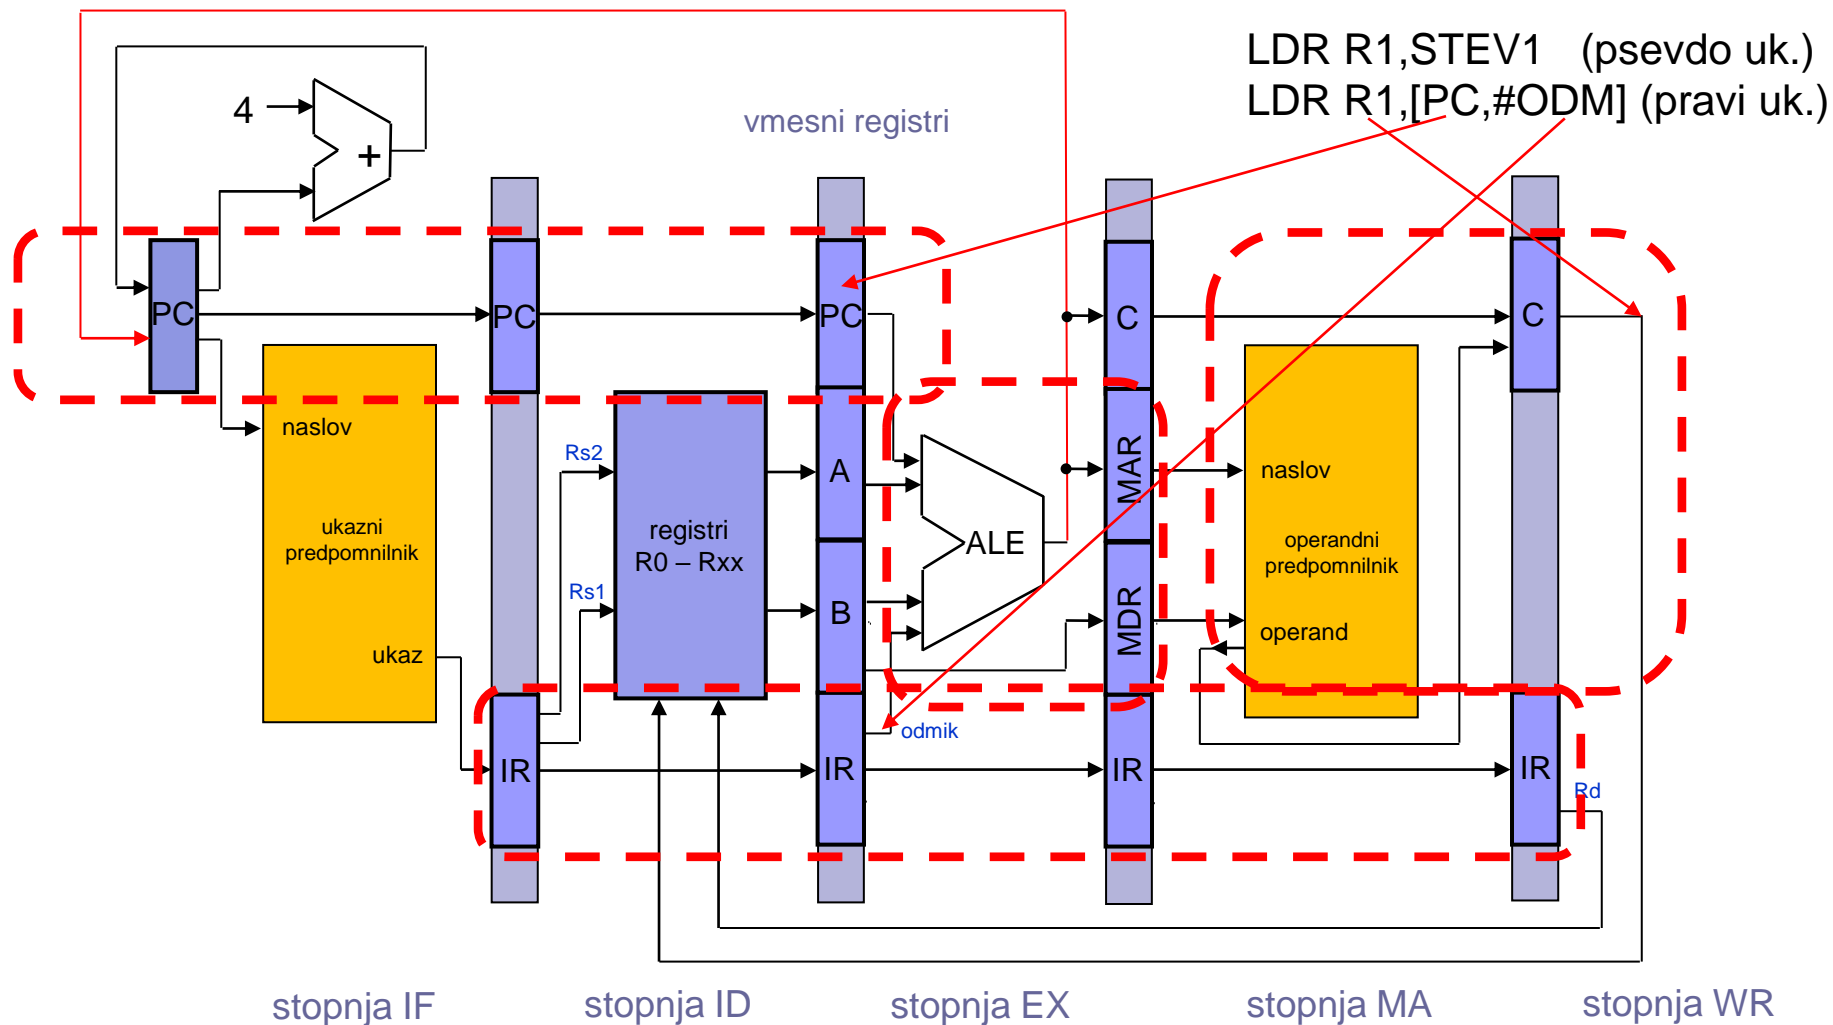 LDR R1,STEV1 (psevdo uk.)
LDR R1,[PC,#ODM] (pravi uk.)
vmesni registri
4
+
PC
PC
PC
C
C
naslov
ukazni
predpomnilnik
ukaz
Rs2
Rs1
registri
R0 – Rxx
A
B
ALE
MAR
MDR
naslov
operandni
predpomnilnik
operand
odmik
IR
IR
IR
IR
Rd
stopnja IF
stopnja ID
stopnja EX
stopnja MA
stopnja WR